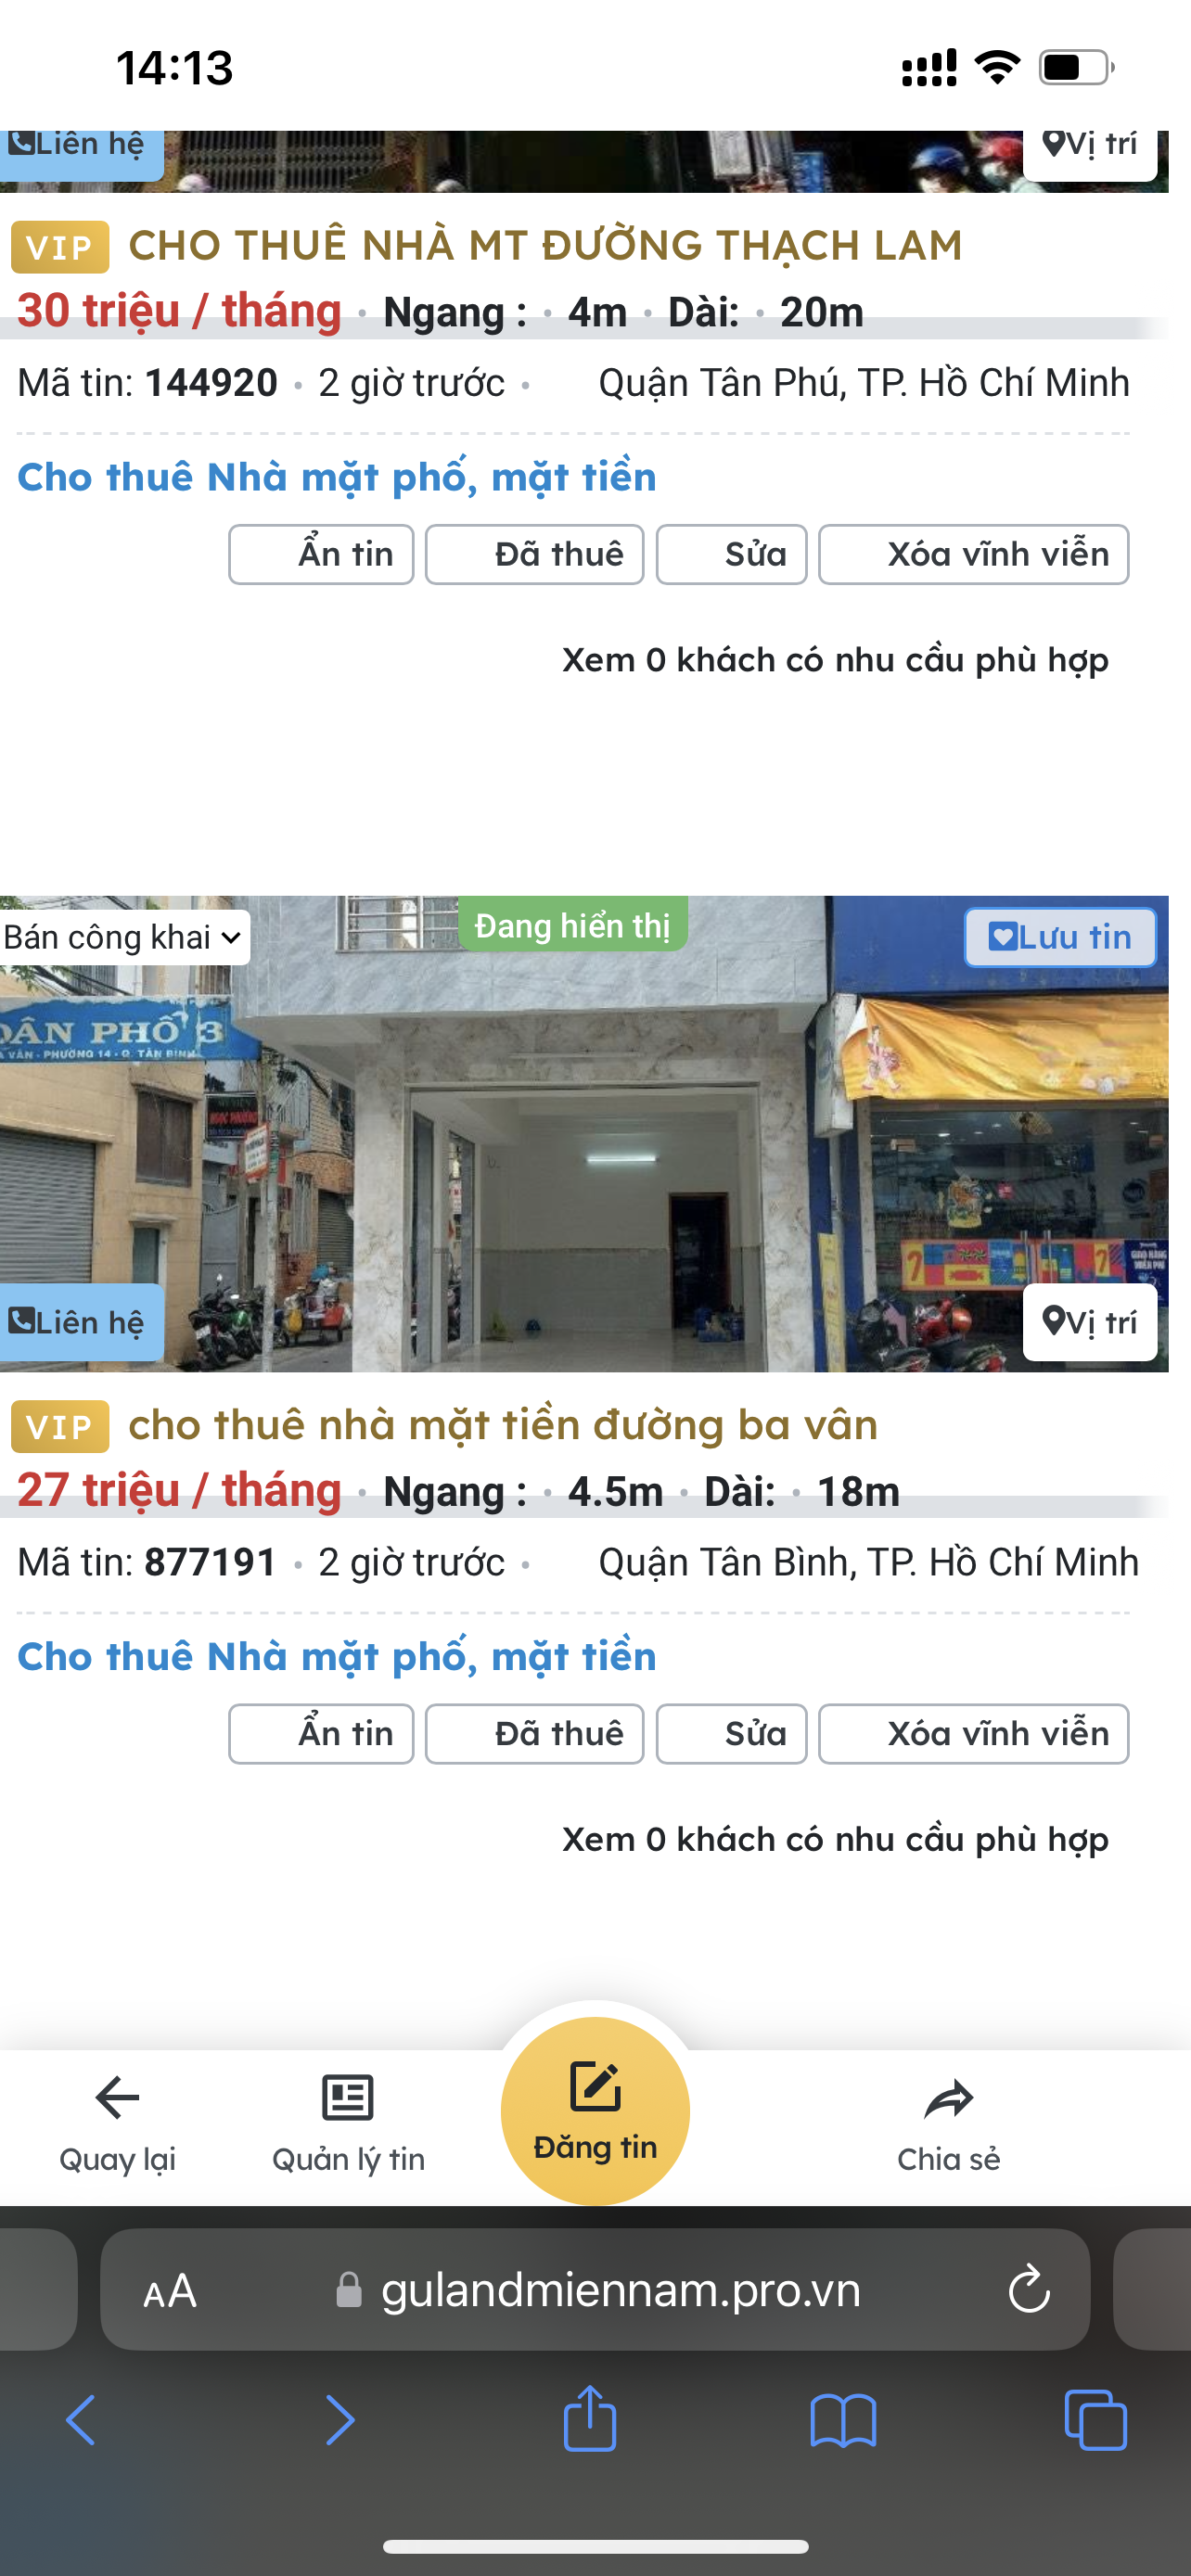 14:13
Liên hệ
Vị trí
VIP CHO THUÊ NHÀ MT ĐƯỜNG THẠCH LAM
30 triệu / tháng · Ngang : · 4m · Dài: · 20m
Mã tin: 144920 · 2 giờ trước · Quận Tân Phú, TP. Hồ Chí Minh
Cho thuê Nhà mặt phố, mặt tiền
Ẩn tin Đã thuê Sửa Xóa vĩnh viễn
Xem 0 khách có nhu cầu phù hợp
Bán công khai Đang hiển thị Lưu tin
DÂN PHỐ 3
VÂN - PHƯỜNG 14 - Q. TÂN BÌNH
GIAO HÀNG
MIỄN PHÍ
Liên hệ
Vị trí
VIP cho thuê nhà mặt tiền đường ba vân
27 triệu / tháng · Ngang : · 4.5m · Dài: · 18m
Mã tin: 877191 · 2 giờ trước · Quận Tân Bình, TP. Hồ Chí Minh
Cho thuê Nhà mặt phố, mặt tiền
Ẩn tin Đã thuê Sửa Xóa vĩnh viễn
Xem 0 khách có nhu cầu phù hợp
Quay lại Quản lý tin Đăng tin Chia sẻ
AA gulandmiennam.pro.vn